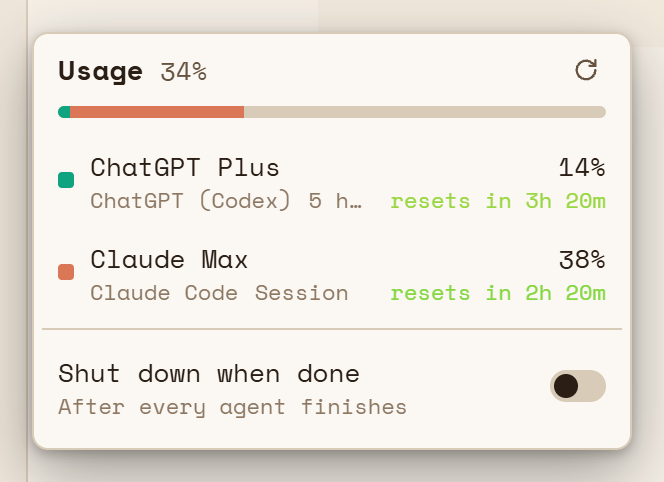 Usage 34%
ChatGPT Plus 14%
ChatGPT (Codex) 5 h… resets in 3h 20m
Claude Max 38%
Claude Code Session resets in 2h 20m
Shut down when done
After every agent finishes